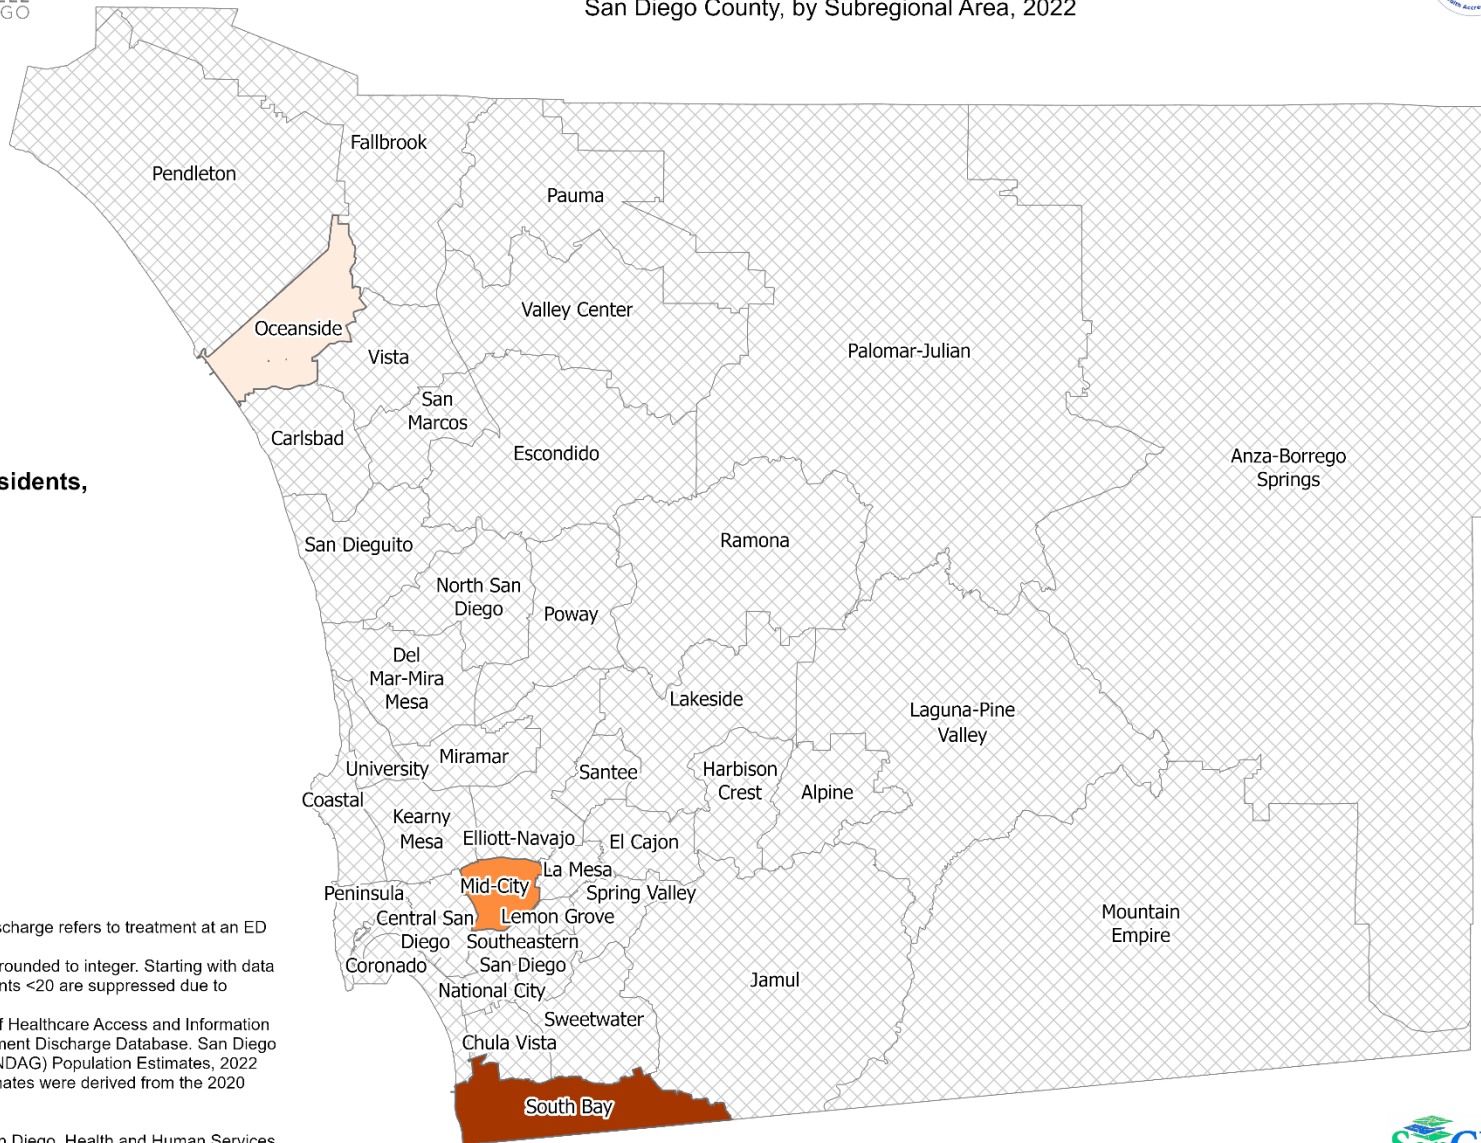 GO
San Diego County, by Subregional Area, 2022
Fallbrook
Pendleton
Pauma
Valley Center
Oceanside
Vista
Palomar-Julian
San
Marcos
Carlsbad
Escondido
Anza-Borrego
Springs
sidents,
San Dieguito
Ramona
North San
Diego
Poway
Del
Mar-Mira
Mesa
Lakeside
Laguna-Pine
Valley
Miramar
University
Santee
Harbison
Crest
Alpine
Coastal
Kearny
Mesa
Elliott-Navajo
El Cajon
La Mesa
Mid-City
Spring Valley
Peninsula
Central San
Diego
Lemon Grove
Mountain
Empire
Southeastern
San Diego
Coronado
Jamul
National City
Sweetwater
Chula Vista
South Bay
scharge refers to treatment at an ED
rounded to integer. Starting with data
nts <20 are suppressed due to
f Healthcare Access and Information
ment Discharge Database. San Diego
NDAG) Population Estimates, 2022
mates were derived from the 2020
n Diego, Health and Human Services